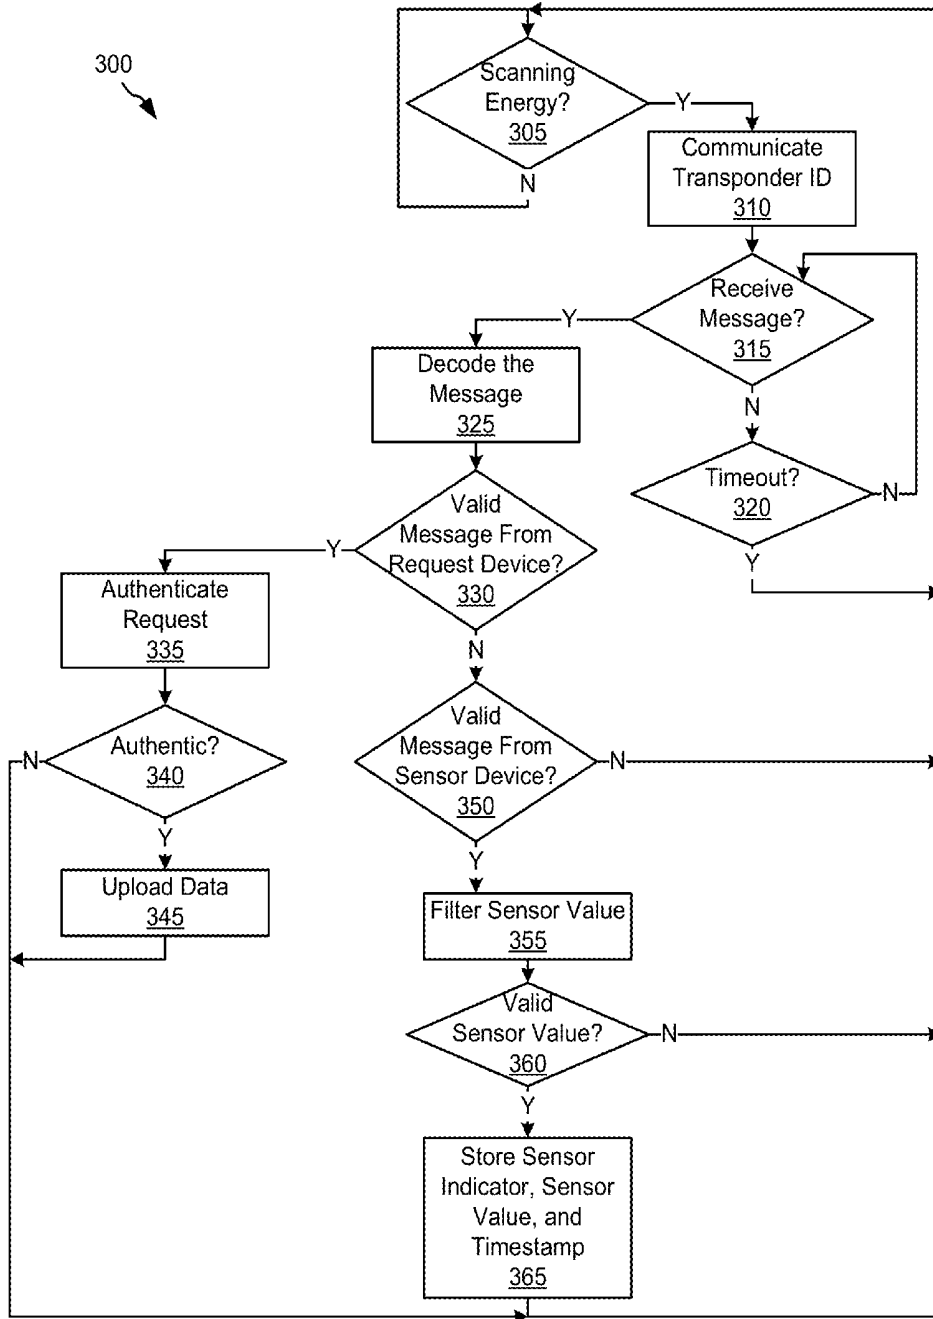 300
Scanning
Energy?
305
Y
N
Communicate
Transponder ID
310
Receive
Message?
315
Y
N
Decode the
Message
325
Timeout?
320
N
Y
Valid
Message From
Request Device?
330
Y
N
Authenticate
Request
335
Authentic?
340
N
Y
Upload Data
345
Valid
Message From
Sensor Device?
350
N
Y
Filter Sensor Value
355
Valid
Sensor Value?
360
N
Y
Store Sensor
Indicator, Sensor
Value, and
Timestamp
365